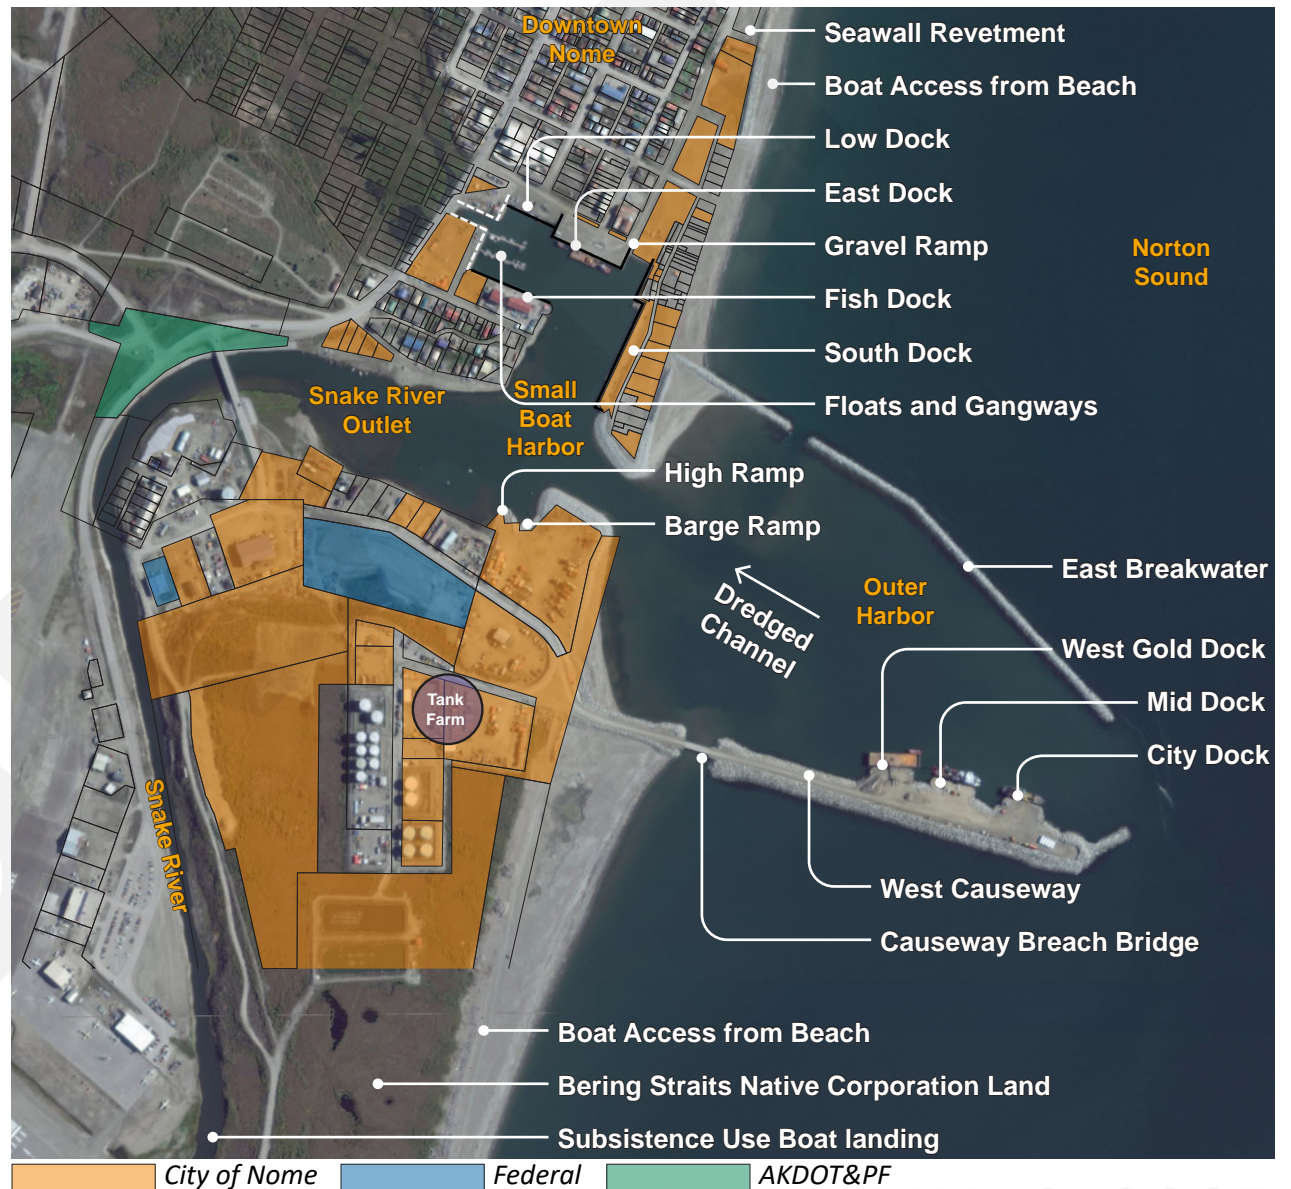 Downtown
Nome
Seawall Revetment
Boat Access from Beach
Low Dock
East Dock
Gravel Ramp
Norton
Sound
Fish Dock
South Dock
Floats and Gangways
Snake River
Outlet
Small
Boat
Harbor
High Ramp
Barge Ramp
East Breakwater
Outer
Harbor
Dredged
Channel
West Gold Dock
Mid Dock
City Dock
Tank
Farm
Snake River
West Causeway
Causeway Breach Bridge
Boat Access from Beach
Bering Straits Native Corporation Land
Subsistence Use Boat landing
City of Nome
Federal
AKDOT&PF